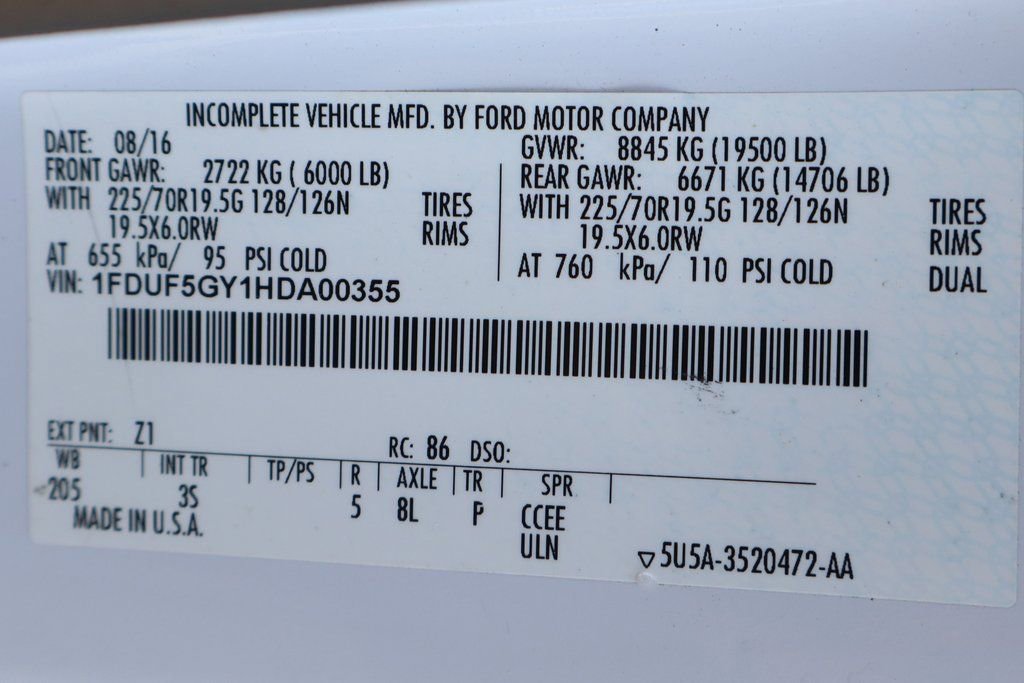 INCOMPLETE VEHICLE MFD. BY FORD MOTOR COMPANY
DATE: 08/16
FRONT GAWR: 2722 KG ( 6000 LB)
WITH 225/70R19.5G 128/126N TIRES
19.5X6.0RW RIMS
AT 655 kPa/ 95 PSI COLD
GVWR: 8845 KG (19500 LB)
REAR GAWR: 6671 KG (14706 LB)
WITH 225/70R19.5G 128/126N TIRES
19.5X6.0RW RIMS
AT 760 kPa/ 110 PSI COLD DUAL
VIN: 1FDUF5GY1HDA00355
EXT PNT: Z1 RC: 86 DSO:
WB INT TR TP/PS R AXLE TR SPR
205 3S 5 8L P CCEE
MADE IN U.S.A. ULN
5U5A-3520472-AA